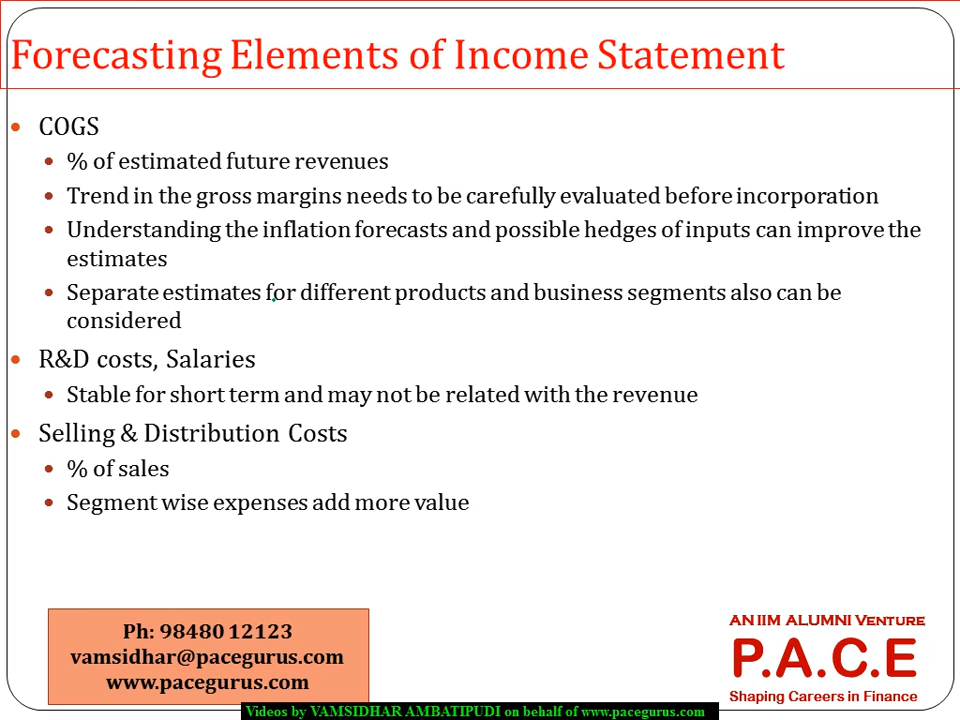 Forecasting Elements of Income Statement
• COGS
• % of estimated future revenues
• Trend in the gross margins needs to be carefully evaluated before incorporation
• Understanding the inflation forecasts and possible hedges of inputs can improve the
estimates
• Separate estimates for different products and business segments also can be
considered
• R&D costs, Salaries
• Stable for short term and may not be related with the revenue
• Selling & Distribution Costs
• % of sales
• Segment wise expenses add more value
Ph: 98480 12123
vamsidhar@pacegurus.com
www.pacegurus.com
AN IIM ALUMNI VENTURE
P.A.C.E
Shaping Careers in Finance
Videos by VAMSIDHAR AMBATIPUDI on behalf of www.pacegurus.com